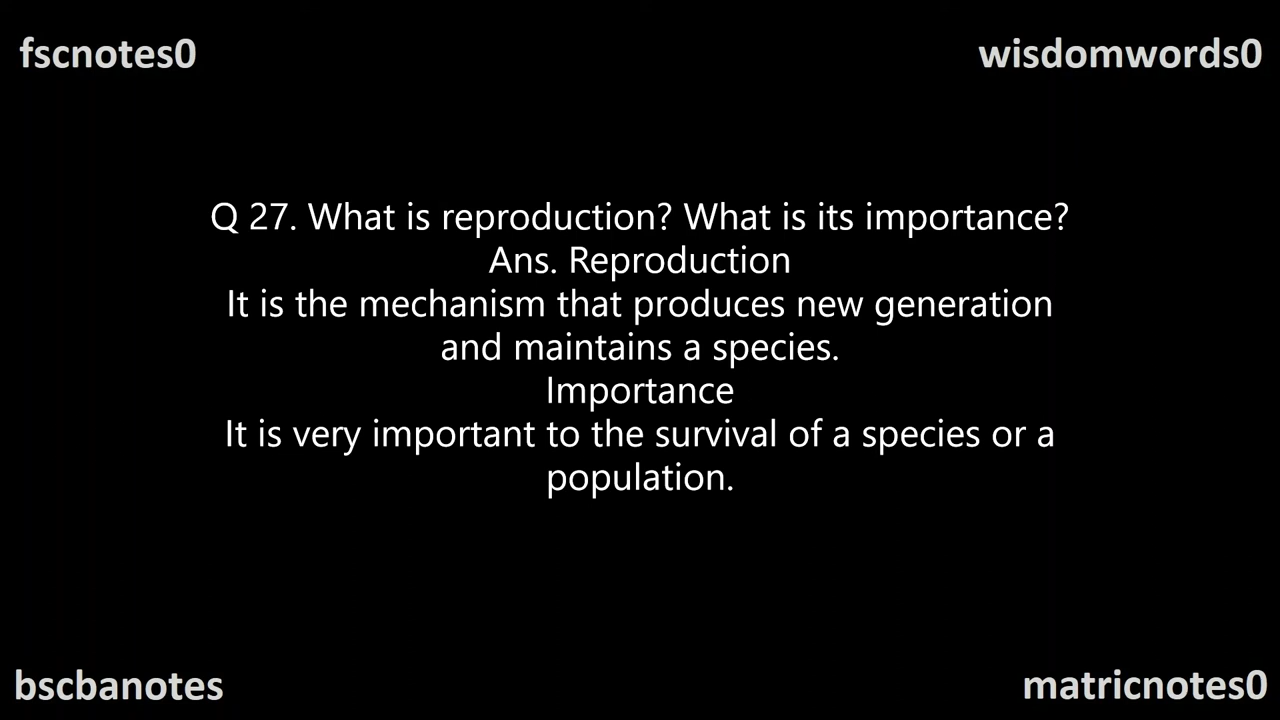 fscnotes0
wisdomwords0
Q 27. What is reproduction? What is its importance?
Ans. Reproduction
It is the mechanism that produces new generation
and maintains a species.
Importance
It is very important to the survival of a species or a
population.
bscbanotes
matricnotes0